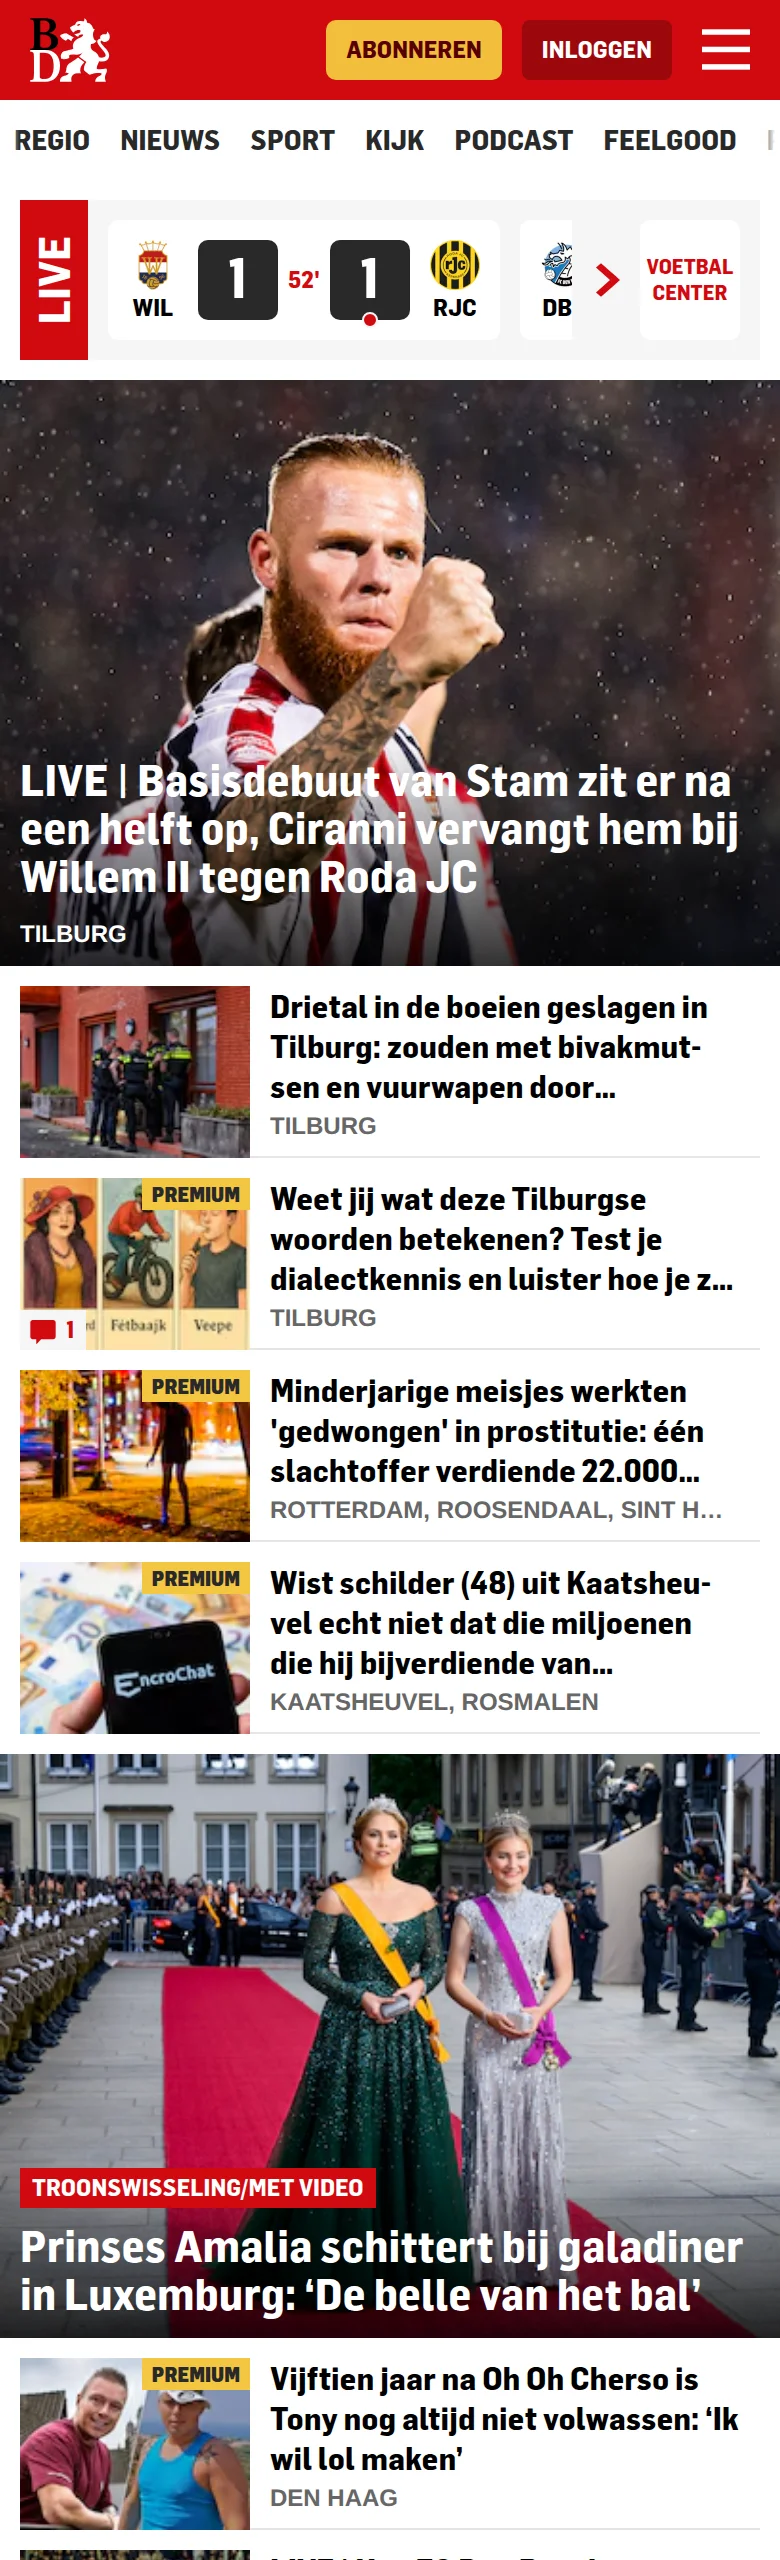 BD
ABONNEREN
INLOGGEN
REGIO NIEUWS SPORT KIJK PODCAST FEELGOOD
LIVE
1 52' 1
WIL RJC DB
VOETBAL
CENTER
LIVE | Basisdebuut van Stam zit er na
een helft op, Ciranni vervangt hem bij
Willem II tegen Roda JC
TILBURG
Drietal in de boeien geslagen in
Tilburg: zouden met bivakmut-
sen en vuurwapen door...
TILBURG
PREMIUM
Fétbaajk
Veepe
1
Weet jij wat deze Tilburgse
woorden betekenen? Test je
dialectkennis en luister hoe je z...
TILBURG
PREMIUM
Minderjarige meisjes werkten
'gedwongen' in prostitutie: één
slachtoffer verdiende 22.000...
ROTTERDAM, ROOSENDAAL, SINT H...
PREMIUM
EncroChat
Wist schilder (48) uit Kaatsheu-
vel echt niet dat die miljoenen
die hij bijverdiende van...
KAATSHEUVEL, ROSMALEN
TROONSWISSELING/MET VIDEO
Prinses Amalia schittert bij galadiner
in Luxemburg: ‘De belle van het bal’
PREMIUM
Vijftien jaar na Oh Oh Cherso is
Tony nog altijd niet volwassen: ‘Ik
wil lol maken’
DEN HAAG